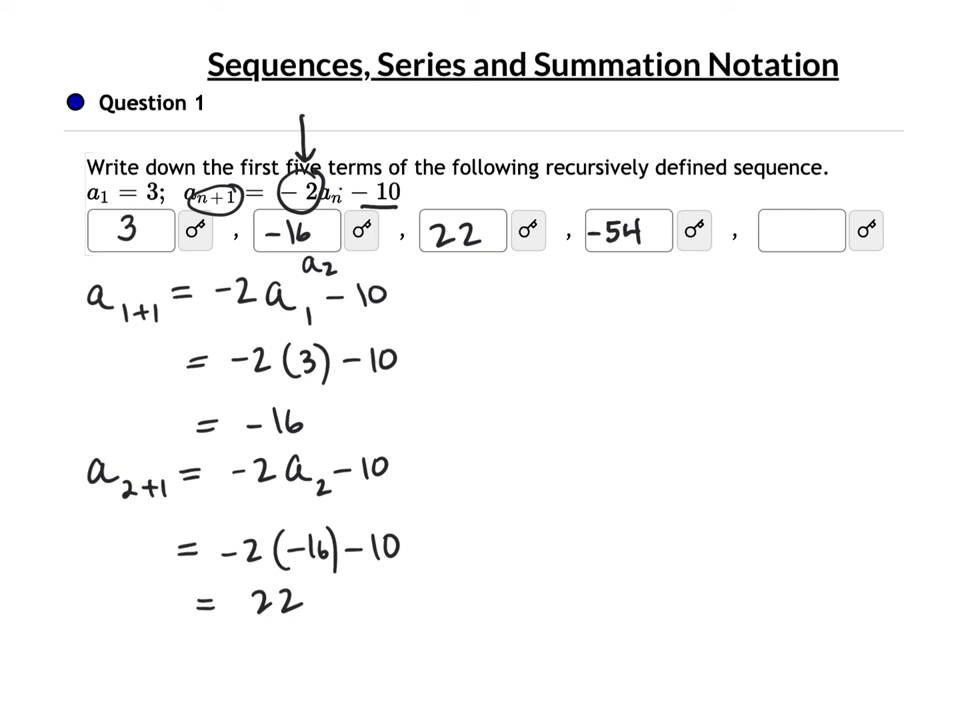 Sequences, Series and Summation Notation
Question 1
Write down the first five terms of the following recursively defined sequence.
a₁ = 3; aₙ₊₁ = − 2aₙ − 10
3 , -16 , 22 , -54 ,
a₂
a₁₊₁ = -2a₁ - 10
= -2(3) - 10
= -16
a₂₊₁ = -2a₂ - 10
= -2(-16) - 10
= 22